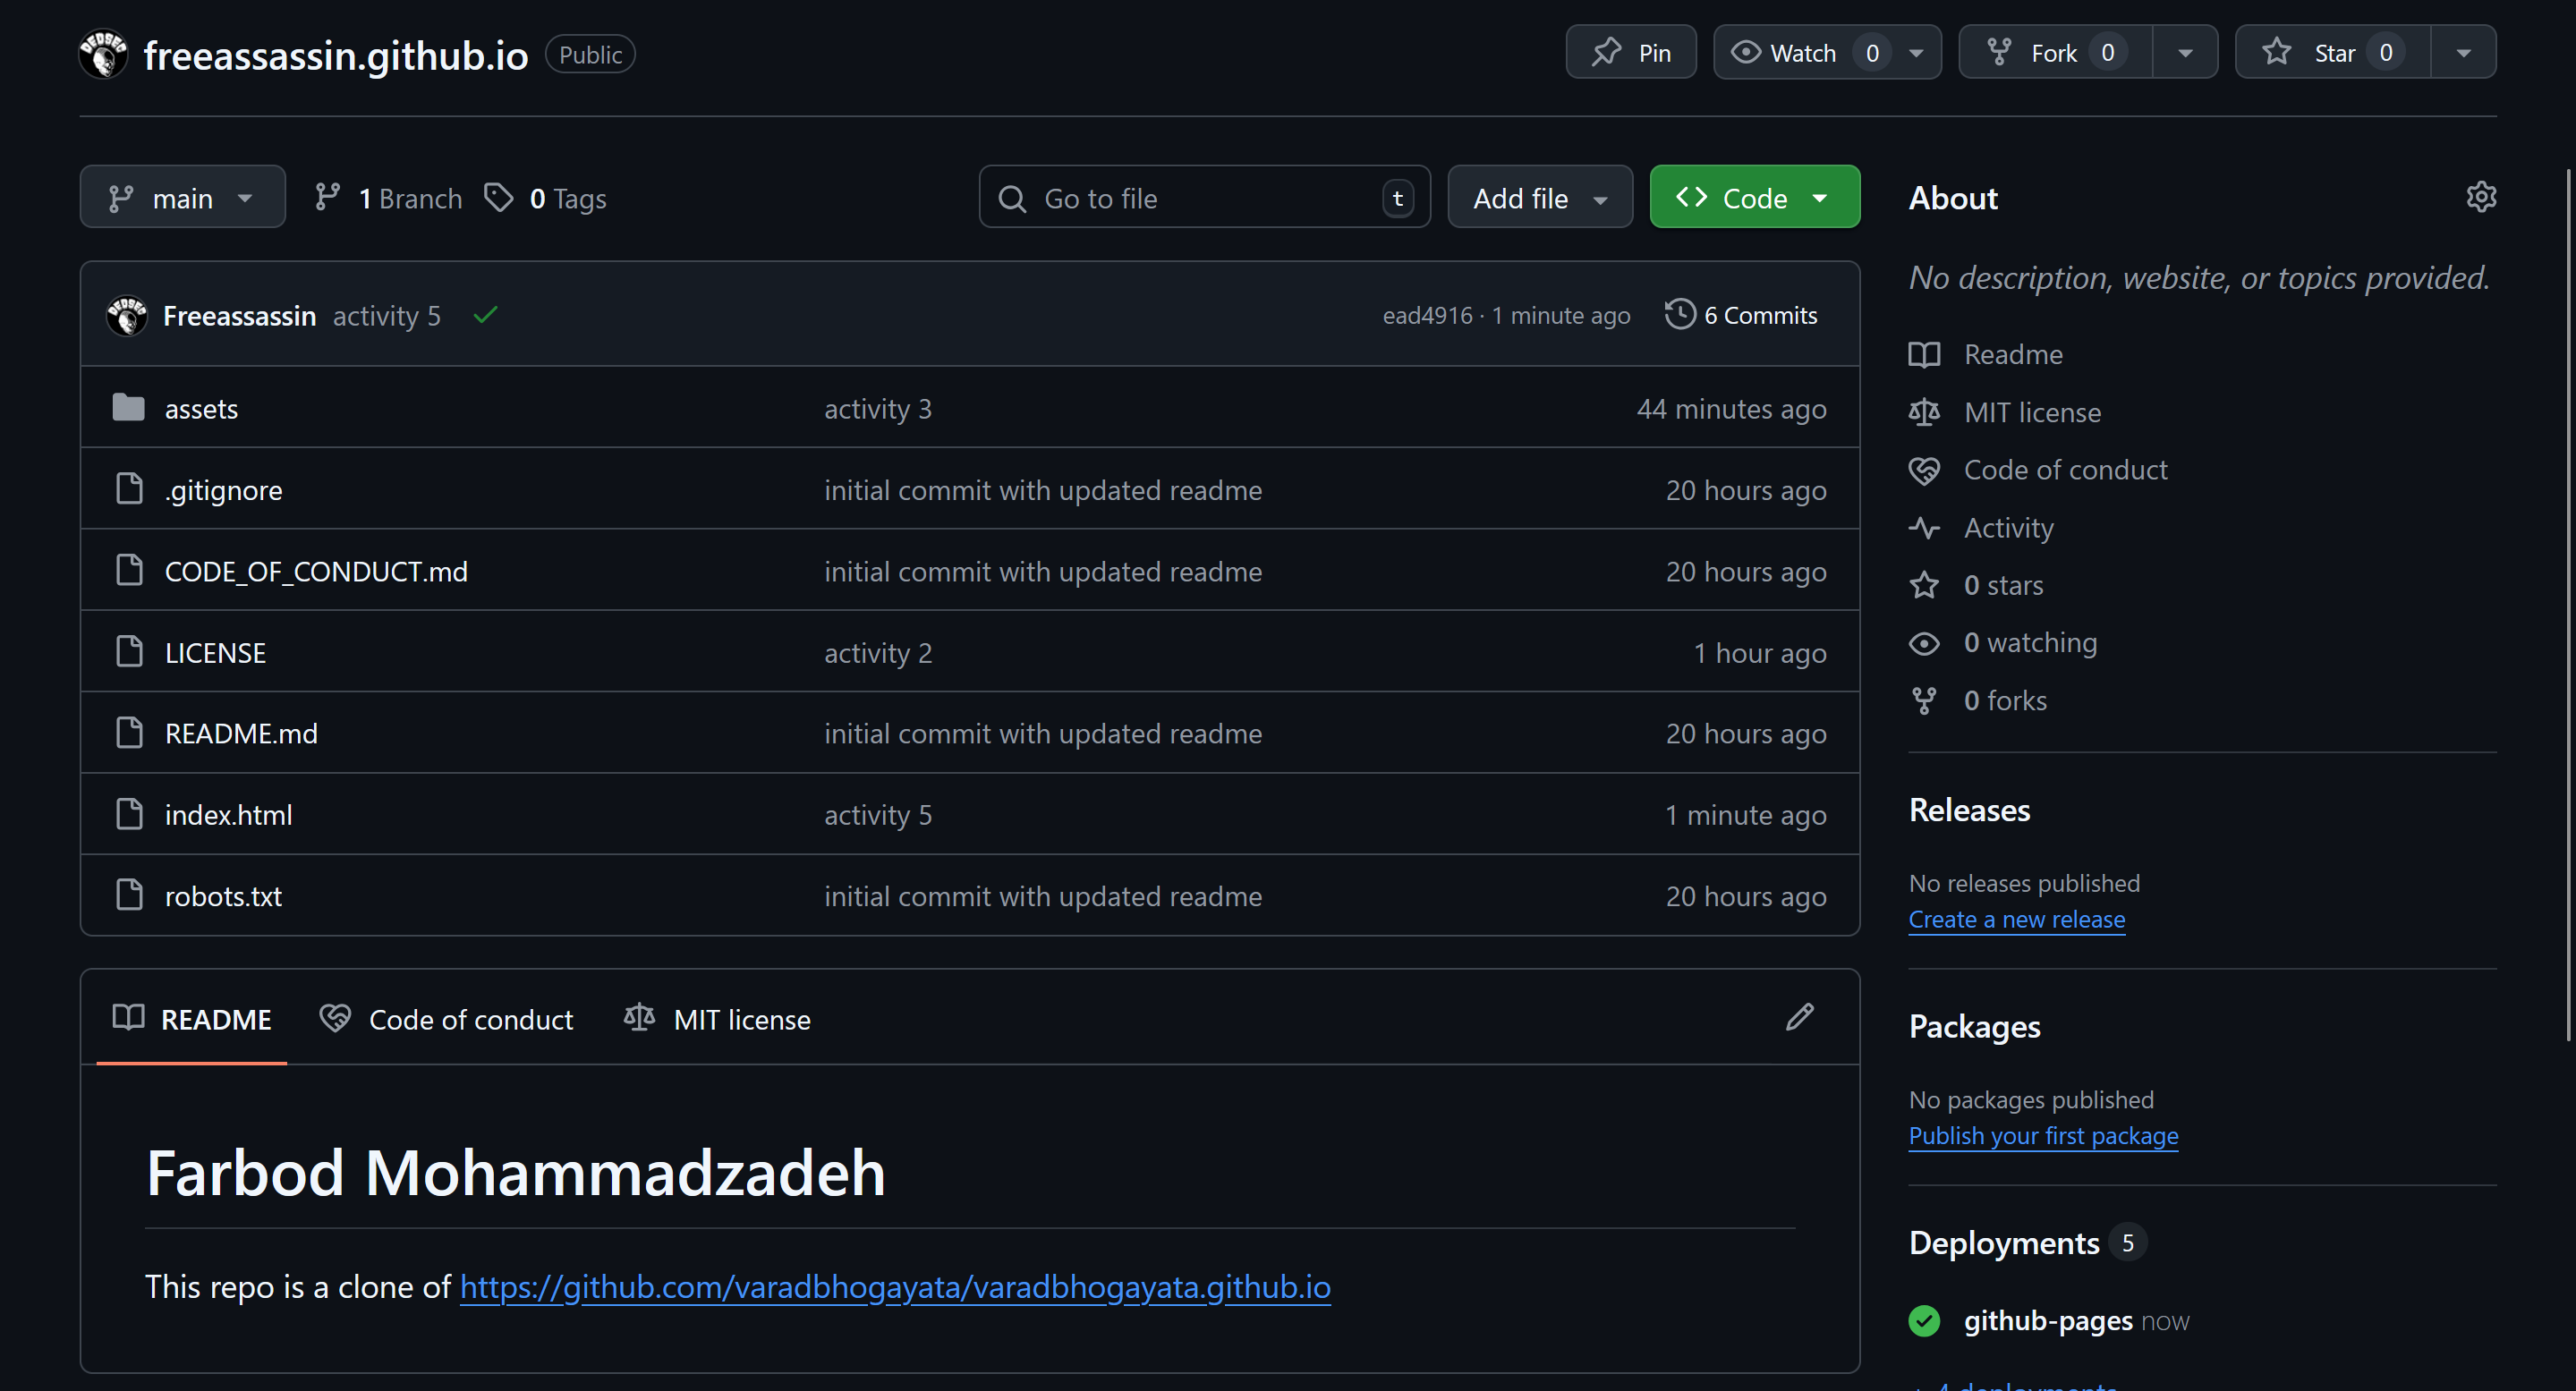 DEDSEC
freeassassin.github.io Public
Pin
Watch 0
Fork 0
Star 0
main
1 Branch
0 Tags
Go to file t
Add file
Code
DEDSEC
Freeassassin activity 5
ead4916 · 1 minute ago
6 Commits
assets activity 3 44 minutes ago
.gitignore initial commit with updated readme 20 hours ago
CODE_OF_CONDUCT.md initial commit with updated readme 20 hours ago
LICENSE activity 2 1 hour ago
README.md initial commit with updated readme 20 hours ago
index.html activity 5 1 minute ago
robots.txt initial commit with updated readme 20 hours ago
README
Code of conduct
MIT license
Farbod Mohammadzadeh
This repo is a clone of https://github.com/varadbhogayata/varadbhogayata.github.io
About
No description, website, or topics provided.
Readme
MIT license
Code of conduct
Activity
0 stars
0 watching
0 forks
Releases
No releases published
Create a new release
Packages
No packages published
Publish your first package
Deployments 5
github-pages now
+ 4 deployments